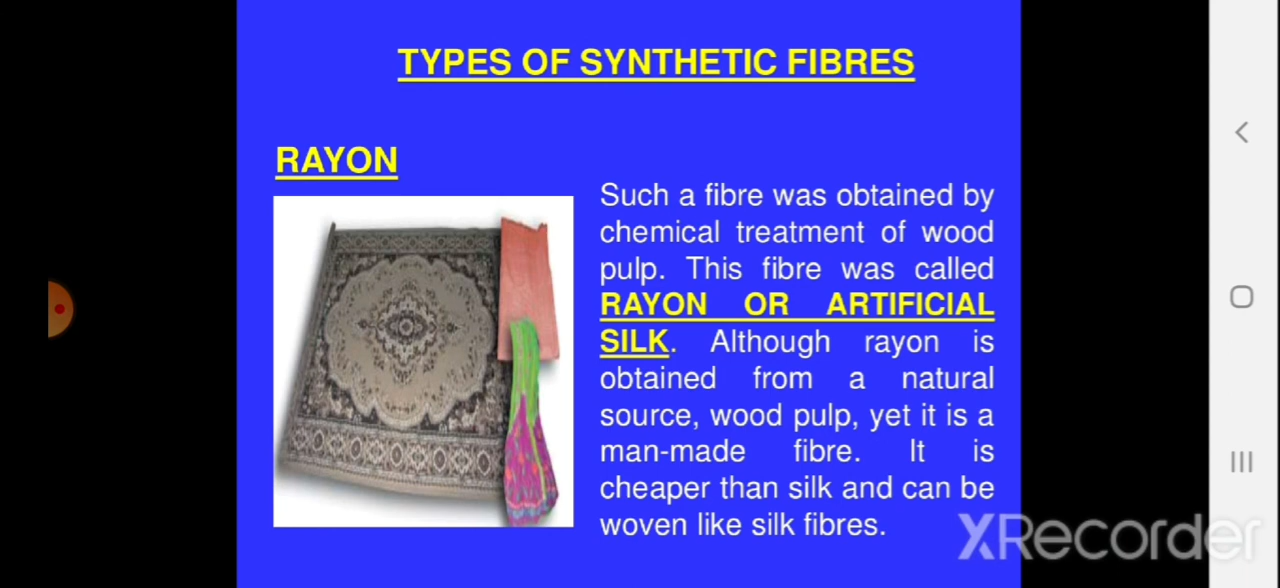 TYPES OF SYNTHETIC FIBRES
RAYON
Such a fibre was obtained by
chemical treatment of wood
pulp. This fibre was called
RAYON OR ARTIFICIAL
SILK. Although rayon is
obtained from a natural
source, wood pulp, yet it is a
man-made fibre. It is
cheaper than silk and can be
woven like silk fibres.
XRecorder